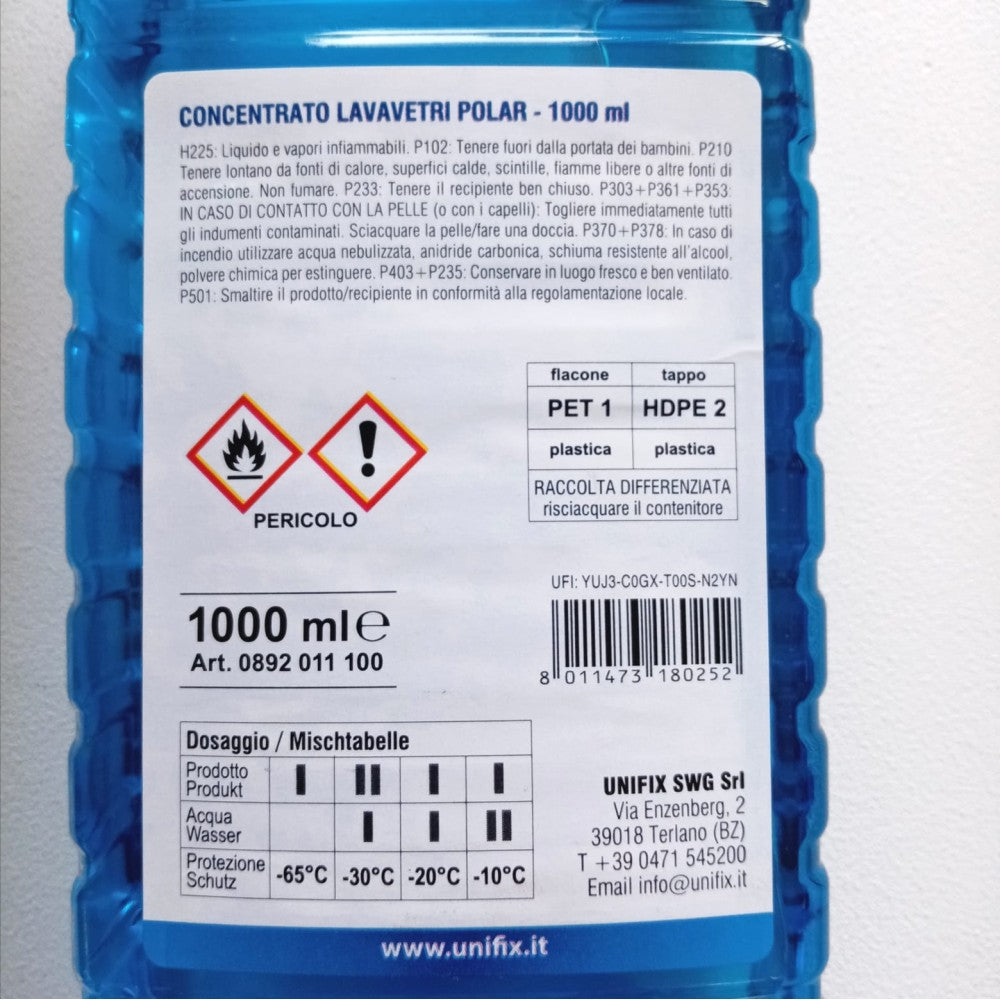 CONCENTRATO LAVAVETRI POLAR - 1000 ml
H225: Liquido e vapori infiammabili. P102: Tenere fuori dalla portata dei bambini. P210
Tenere lontano da fonti di calore, superfici calde, scintille, fiamme libere o altre fonti di
accensione. Non fumare. P233: Tenere il recipiente ben chiuso. P303+P361+P353:
IN CASO DI CONTATTO CON LA PELLE (o con i capelli): Togliere immediatamente tutti
gli indumenti contaminati. Sciacquare la pelle/fare una doccia. P370+P378: In caso di
incendio utilizzare acqua nebulizzata, anidride carbonica, schiuma resistente all'alcool,
polvere chimica per estinguere. P403+P235: Conservare in luogo fresco e ben ventilato.
P501: Smaltire il prodotto/recipiente in conformità alla regolamentazione locale.
flacone tappo
PET 1 HDPE 2
plastica plastica
RACCOLTA DIFFERENZIATA
risciacquare il contenitore
PERICOLO
UFI: YUJ3-C0GX-T00S-N2YN
1000 ml ℮
Art. 0892 011 100
8 011473 180252
Dosaggio / Mischtabelle
Prodotto
Produkt
Acqua
Wasser
Protezione
Schutz
-65°C -30°C -20°C -10°C
UNIFIX SWG Srl
Via Enzenberg, 2
39018 Terlano (BZ)
T +39 0471 545200
Email info@unifix.it
www.unifix.it